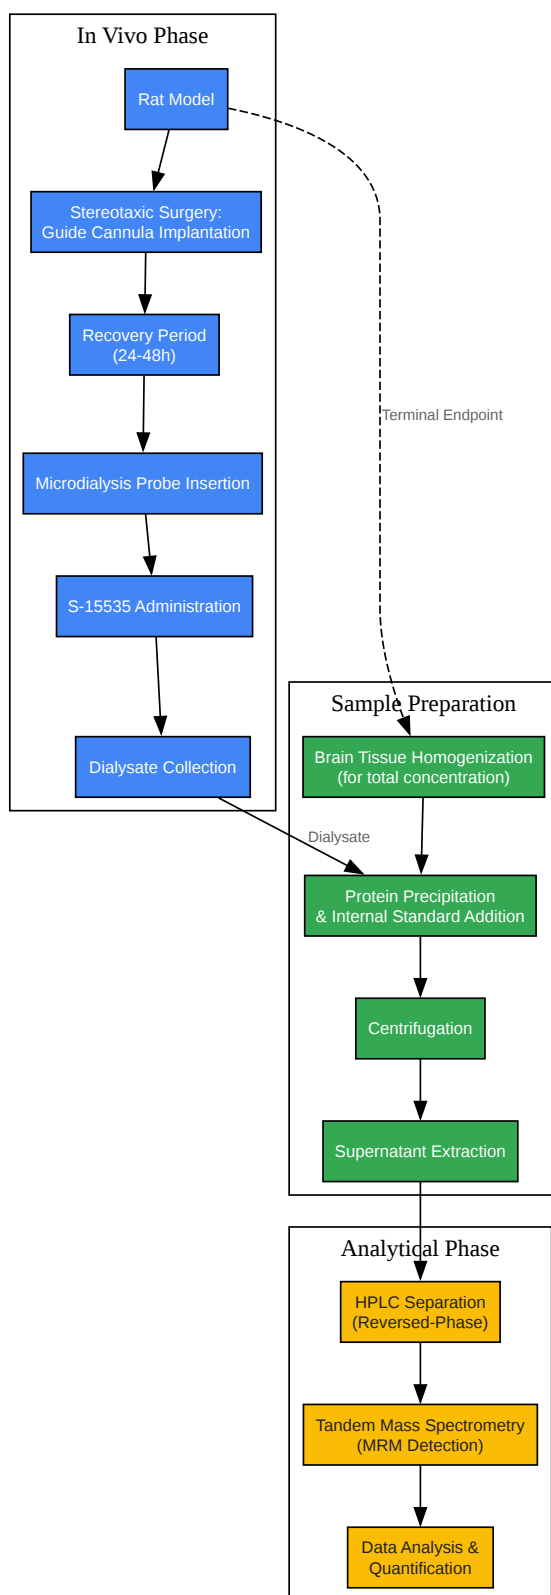 In Vivo Phase
Rat Model
Stereotaxic Surgery:
Guide Cannula Implantation
Recovery Period
(24-48h)
Terminal Endpoint
Microdialysis Probe Insertion
S-15535 Administration
Sample Preparation
Brain Tissue Homogenization
(for total concentration)
Dialysate Collection
Dialysate
Protein Precipitation
& Internal Standard Addition
Centrifugation
Supernatant Extraction
Analytical Phase
HPLC Separation
(Reversed-Phase)
Tandem Mass Spectrometry
(MRM Detection)
Data Analysis &
Quantification